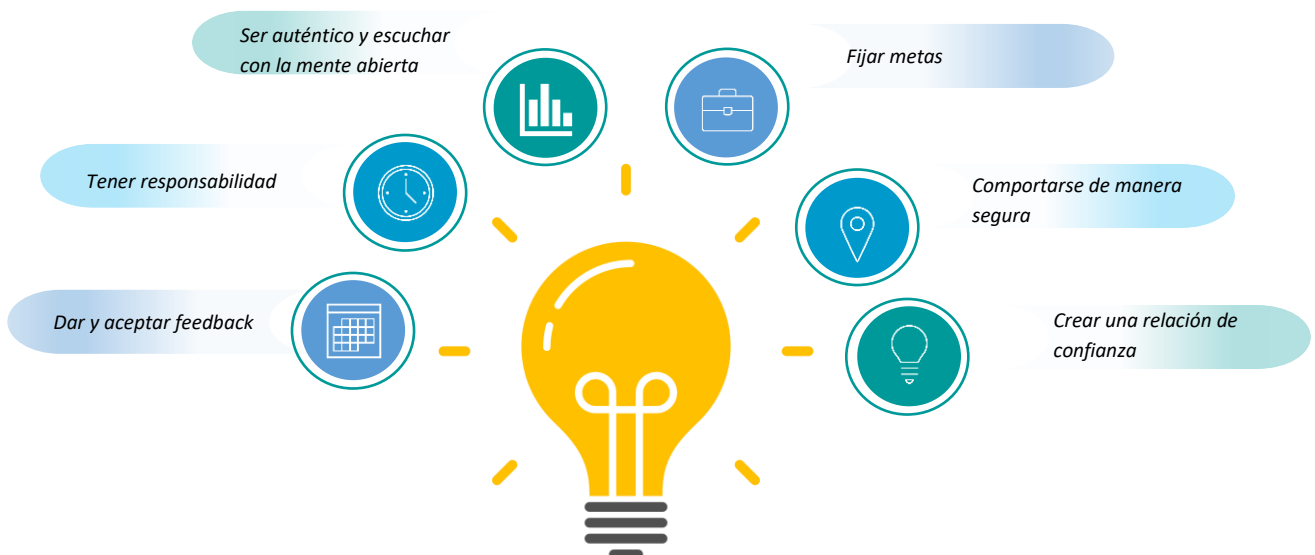 Ser auténtico y escuchar
con la mente abierta
Fijar metas
Tener responsabilidad
Comportarse de manera
segura
Dar y aceptar feedback
Crear una relación de
confianza